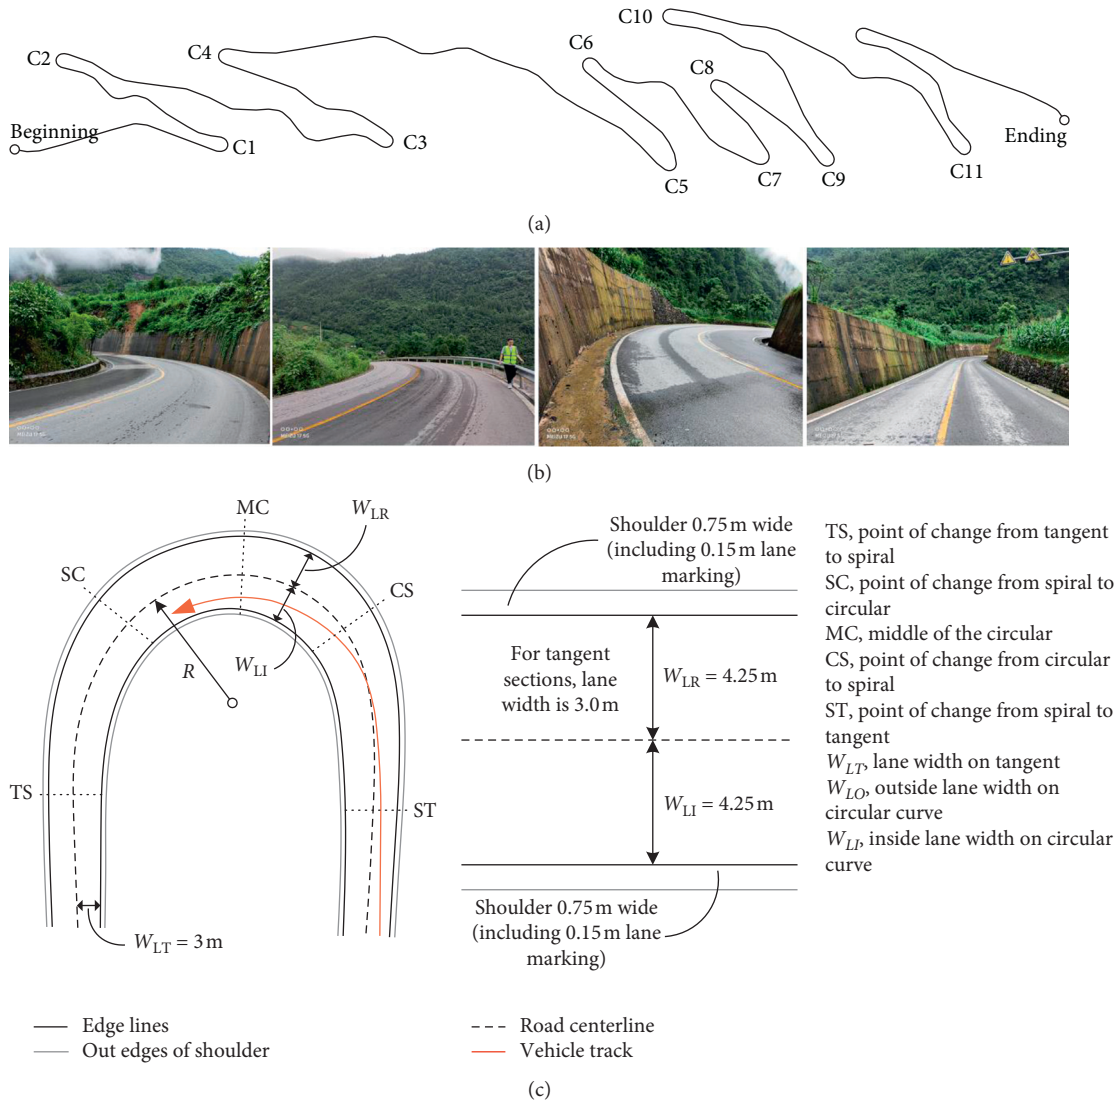 C10
C6
C2
C4
C8
Beginning
C1
C3
C5
C7
C9
C11
Ending
(a)
(b)
MC
W_LR
SC
CS
R
W_LI
TS
ST
W_LT = 3 m
Shoulder 0.75 m wide
(including 0.15 m lane
marking)
For tangent
sections, lane
width is 3.0 m
W_LR = 4.25 m
W_LI = 4.25 m
Shoulder 0.75 m wide
(including 0.15 m lane
marking)
TS, point of change from tangent
to spiral
SC, point of change from spiral to
circular
MC, middle of the circular
CS, point of change from circular
to spiral
ST, point of change from spiral to
tangent
W_LT, lane width on tangent
W_LO, outside lane width on
circular curve
W_LI, inside lane width on circular
curve
Edge lines
Out edges of shoulder
Road centerline
Vehicle track
(c)